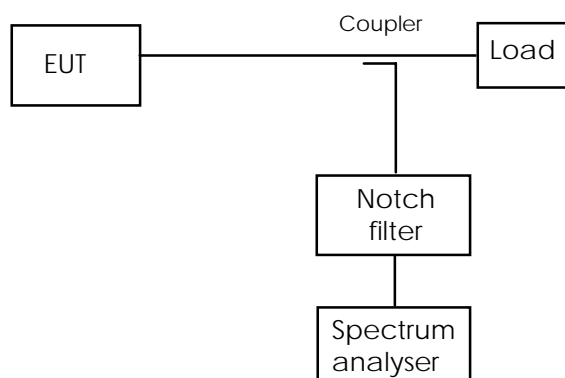 Coupler
EUT
Load
Notch
filter
Spectrum
analyser